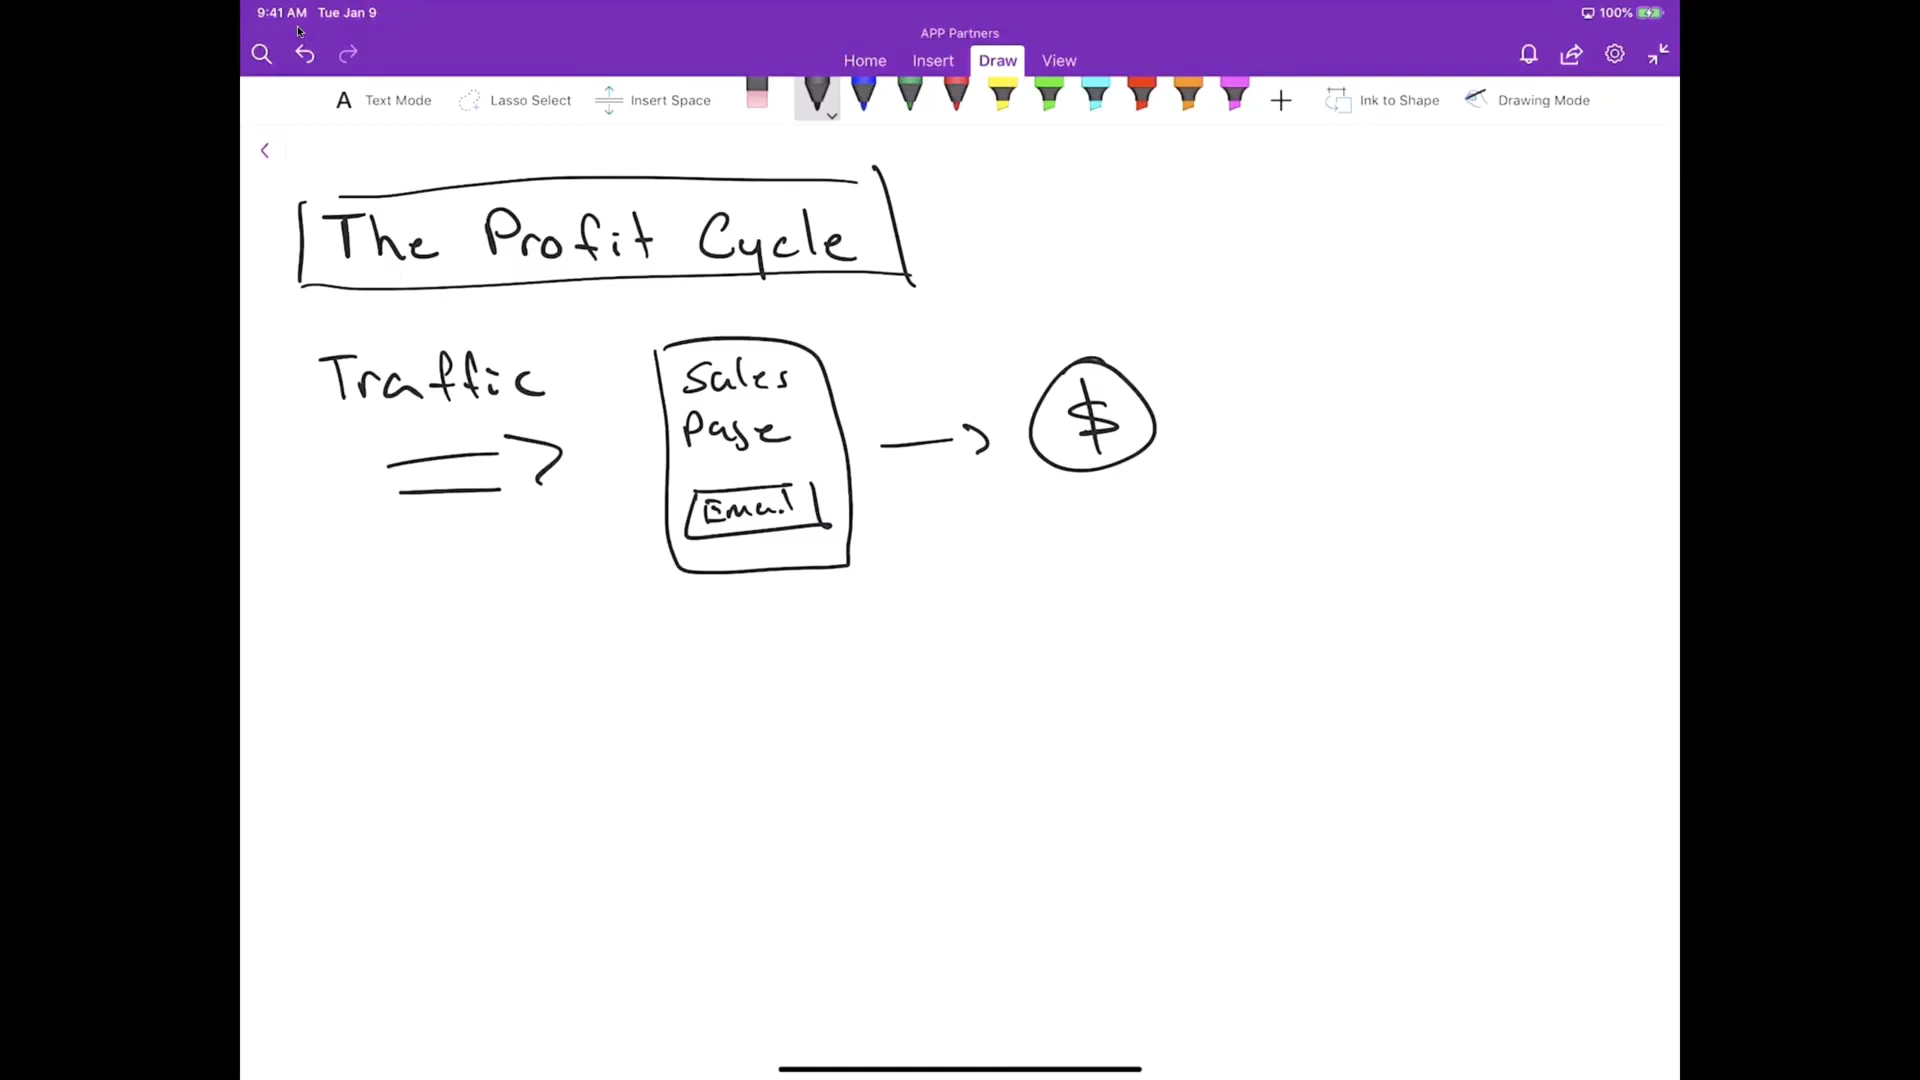 9:41 AM Tue Jan 9
100%
APP Partners
Home Insert Draw View
A Text Mode Lasso Select Insert Space Ink to Shape Drawing Mode
The Profit Cycle
Traffic
Sales
Page
Email
$